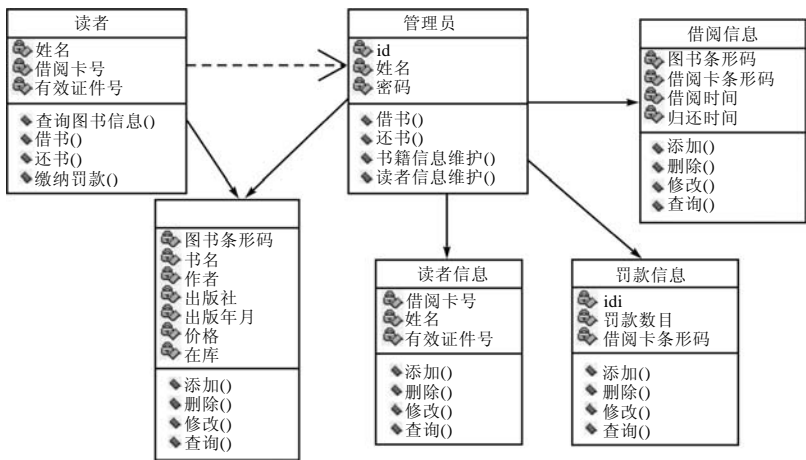 读者
姓名
借阅卡号
有效证件号
查询图书信息()
借书()
还书()
缴纳罚款()
管理员
id
姓名
密码
借书()
还书()
书籍信息维护()
读者信息维护()
借阅信息
图书条形码
借阅卡条形码
借阅时间
归还时间
添加()
删除()
修改()
查询()
图书条形码
书名
作者
出版社
出版年月
价格
在库
添加()
删除()
修改()
查询()
读者信息
借阅卡号
姓名
有效证件号
添加()
删除()
修改()
查询()
罚款信息
idi
罚款数目
借阅卡条形码
添加()
删除()
修改()
查询()